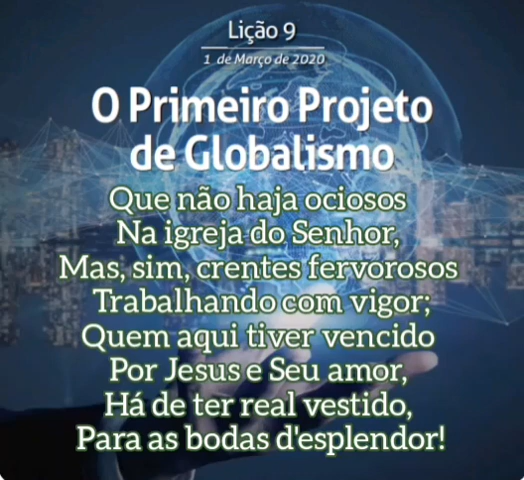 Lição 9
1 de Março de 2020
O Primeiro Projeto
de Globalismo
Que não haja ociosos
Na igreja do Senhor,
Mas, sim, crentes fervorosos
Trabalhando com vigor;
Quem aqui tiver vencido
Por Jesus e Seu amor,
Há de ter real vestido,
Para as bodas d'esplendor!